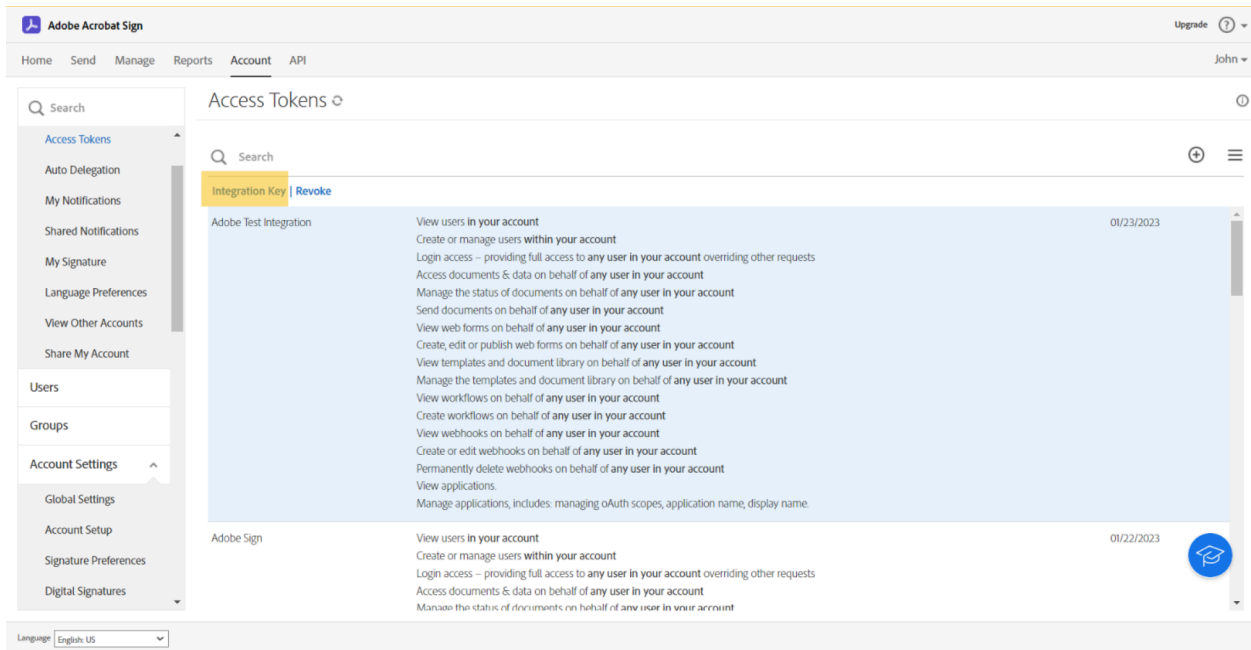 Adobe Acrobat Sign
Upgrade
Home Send Manage Reports Account API
John
Search
Access Tokens
Auto Delegation
My Notifications
Shared Notifications
My Signature
Language Preferences
View Other Accounts
Share My Account
Users
Groups
Account Settings
Global Settings
Account Setup
Signature Preferences
Digital Signatures
Access Tokens
Search
Integration Key | Revoke
Adobe Test Integration
View users in your account
01/23/2023
Create or manage users within your account
Login access – providing full access to any user in your account overriding other requests
Access documents & data on behalf of any user in your account
Manage the status of documents on behalf of any user in your account
Send documents on behalf of any user in your account
View web forms on behalf of any user in your account
Create, edit or publish web forms on behalf of any user in your account
View templates and document library on behalf of any user in your account
Manage the templates and document library on behalf of any user in your account
View workflows on behalf of any user in your account
Create workflows on behalf of any user in your account
View webhooks on behalf of any user in your account
Create or edit webhooks on behalf of any user in your account
Permanently delete webhooks on behalf of any user in your account
View applications.
Manage applications, includes: managing oAuth scopes, application name, display name.
Adobe Sign
View users in your account
01/22/2023
Create or manage users within your account
Login access – providing full access to any user in your account overriding other requests
Access documents & data on behalf of any user in your account
Manage the status of documents on behalf of any user in your account
Language English: US